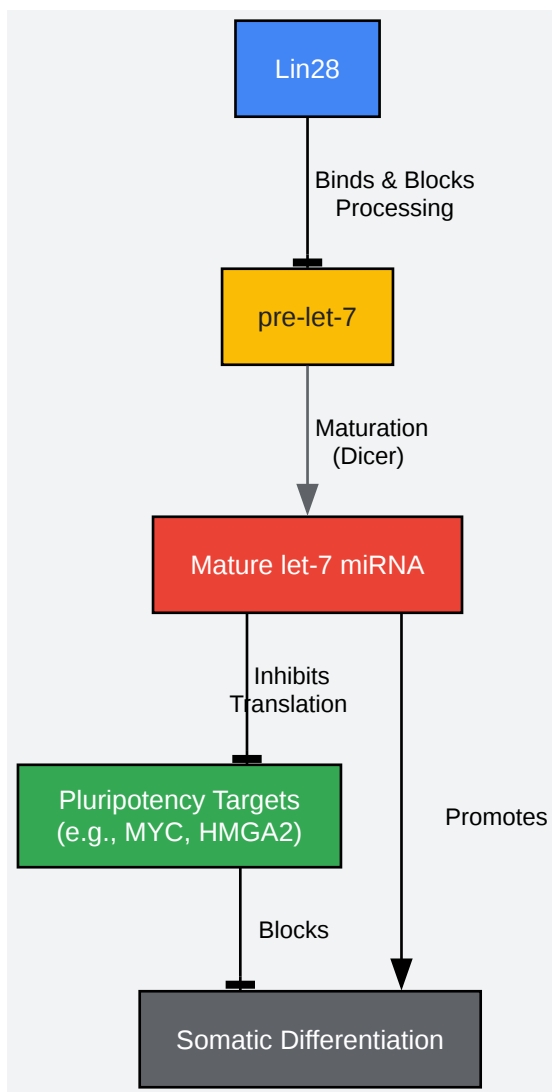 Lin28
Binds & Blocks
Processing
pre-let-7
Maturation
(Dicer)
Mature let-7 miRNA
Inhibits
Translation
Pluripotency Targets
(e.g., MYC, HMGA2)
Promotes
Blocks
Somatic Differentiation